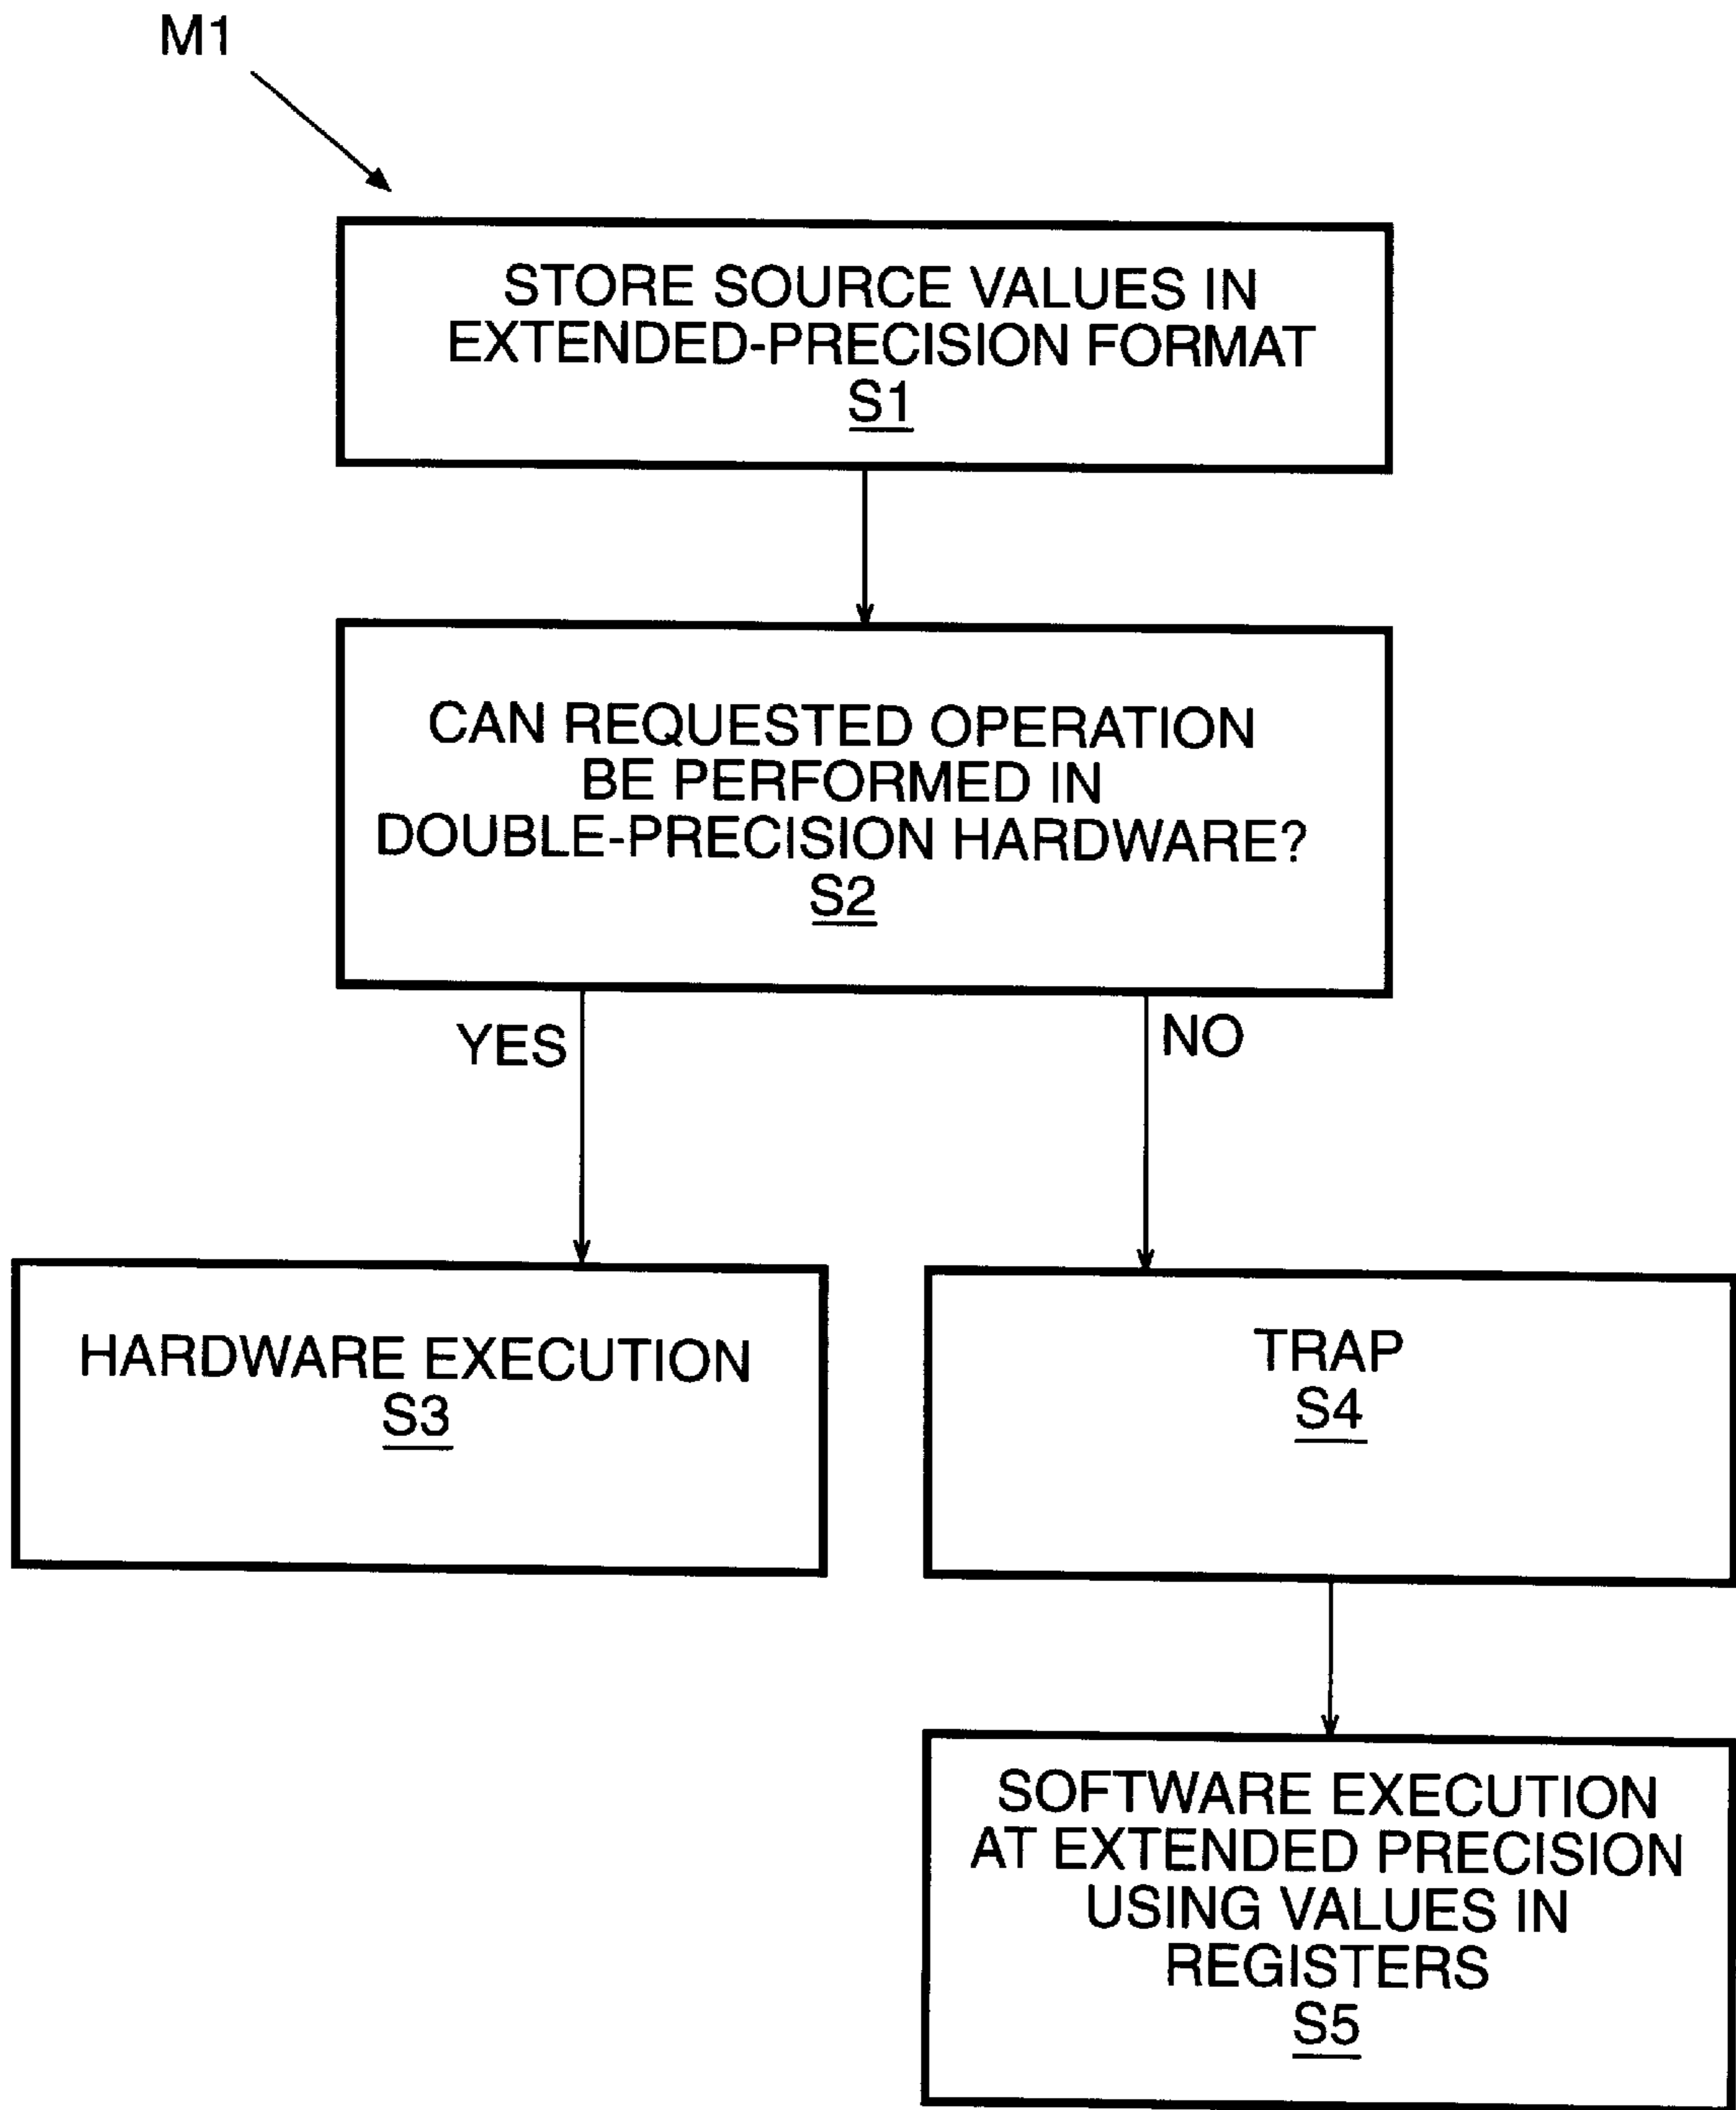 M1
STORE SOURCE VALUES IN
EXTENDED-PRECISION FORMAT
S1
CAN REQUESTED OPERATION
BE PERFORMED IN
DOUBLE-PRECISION HARDWARE?
S2
YES
NO
HARDWARE EXECUTION
S3
TRAP
S4
SOFTWARE EXECUTION
AT EXTENDED PRECISION
USING VALUES IN
REGISTERS
S5